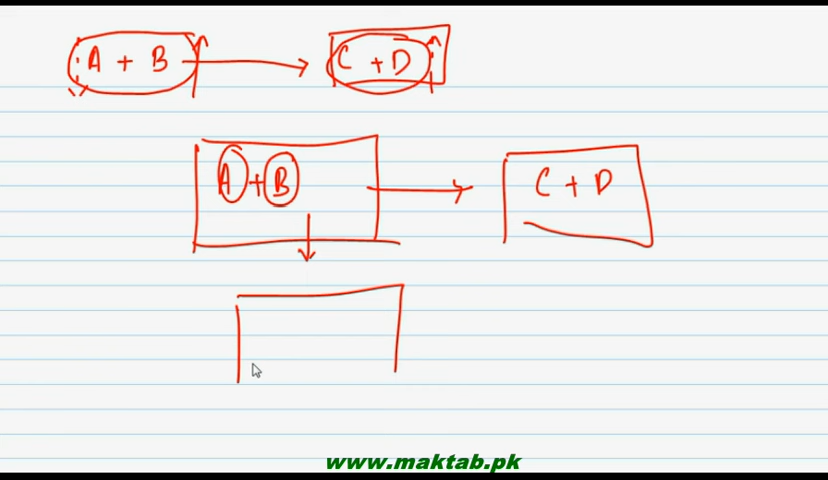 A + B → C + D
A + B → C + D
www.maktab.pk